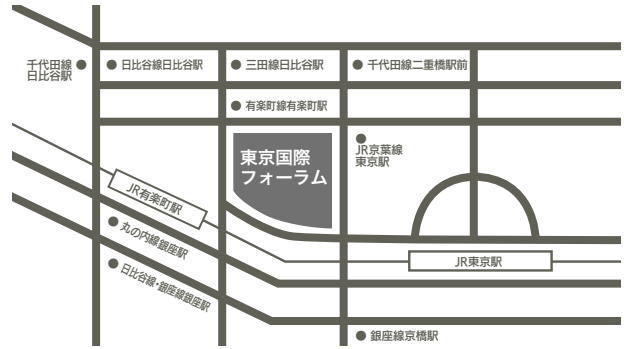 千代田線
日比谷駅
日比谷線日比谷駅
三田線日比谷駅
千代田線二重橋駅前
有楽町線有楽町駅
東京国際
フォーラム
JR京葉線
東京駅
JR有楽町駅
丸の内線銀座駅
日比谷線・銀座線銀座駅
JR東京駅
銀座線京橋駅